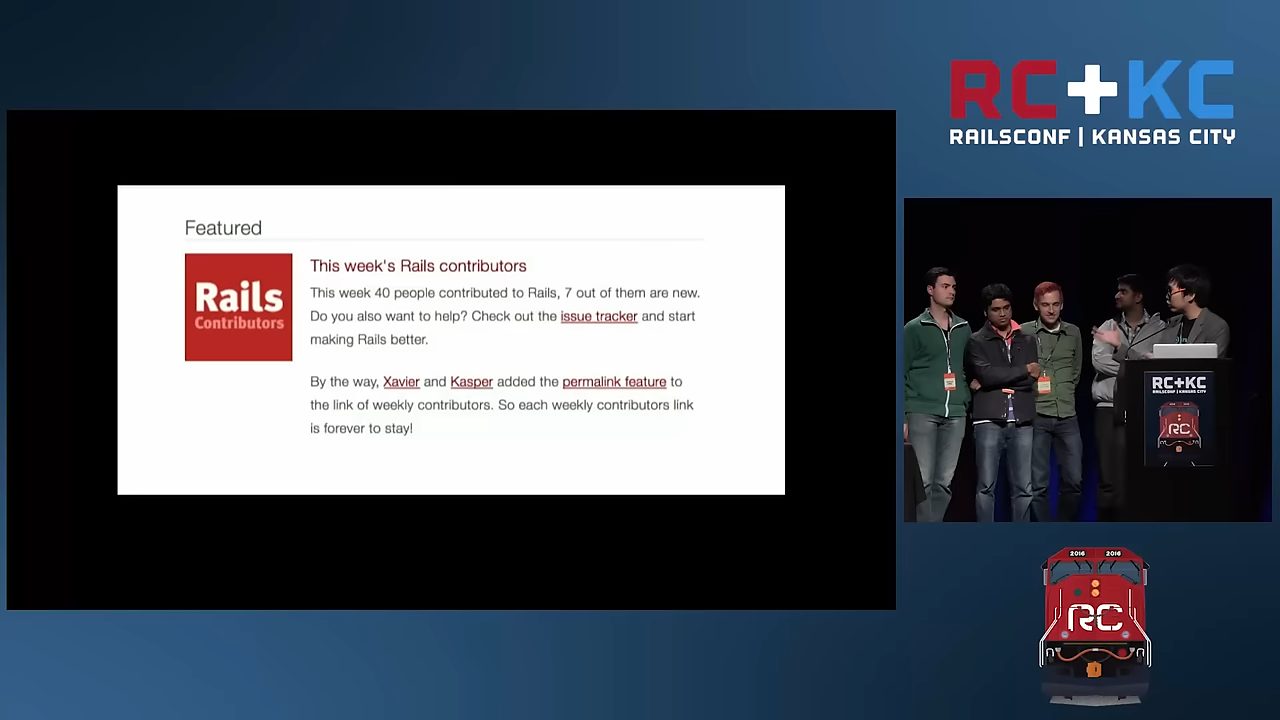 Featured
Rails
Contributors
This week's Rails contributors
This week 40 people contributed to Rails, 7 out of them are new.
Do you also want to help? Check out the issue tracker and start
making Rails better.
By the way, Xavier and Kasper added the permalink feature to
the link of weekly contributors. So each weekly contributors link
is forever to stay!
RC+KC
RAILSCONF | KANSAS CITY
RC+KC
RAILSCONF | KANSAS CITY
RC
2016 2016
RC